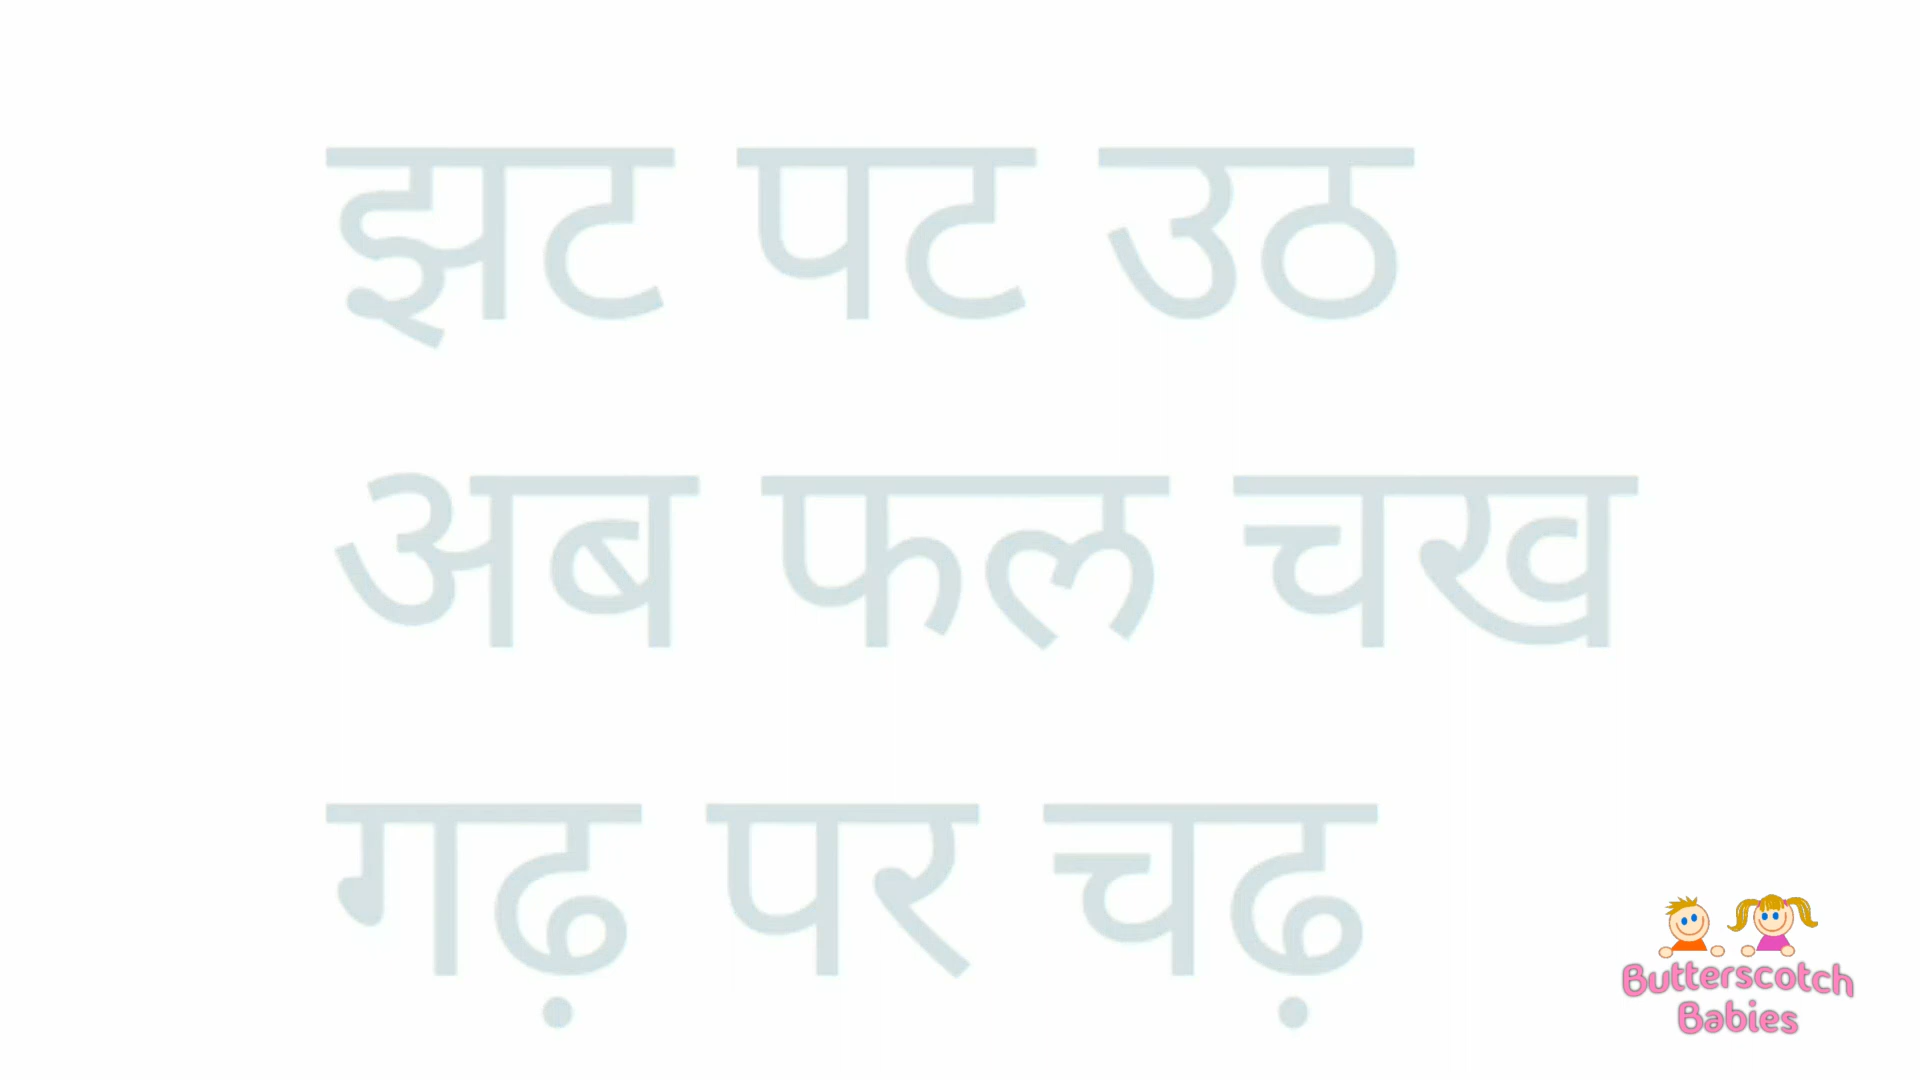 झट पट उठ
अब फल चख
गढ़ पर चढ़
Butterscotch
Babies